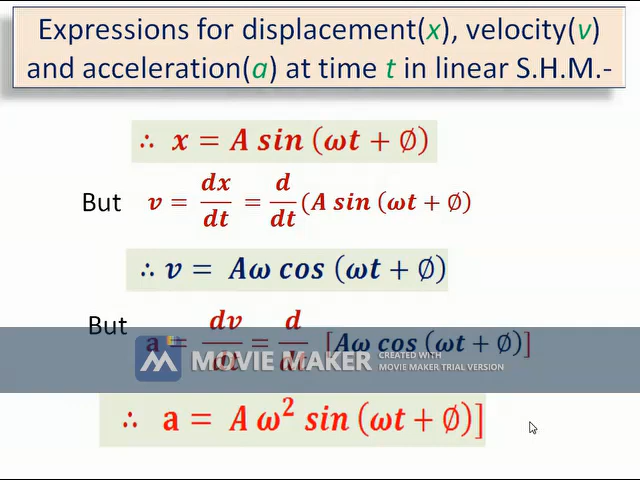 Expressions for displacement(x), velocity(v)
and acceleration(a) at time t in linear S.H.M.-
∴ x = A sin (ωt + ∅)
But v = dx/dt = d/dt (A sin (ωt + ∅)
∴ v = Aω cos (ωt + ∅)
But a = dv/dt = d/dt [Aω cos (ωt + ∅)]
MOVIE MAKER CREATED WITH
MOVIE MAKER TRIAL VERSION
∴ a = A ω² sin (ωt + ∅)]